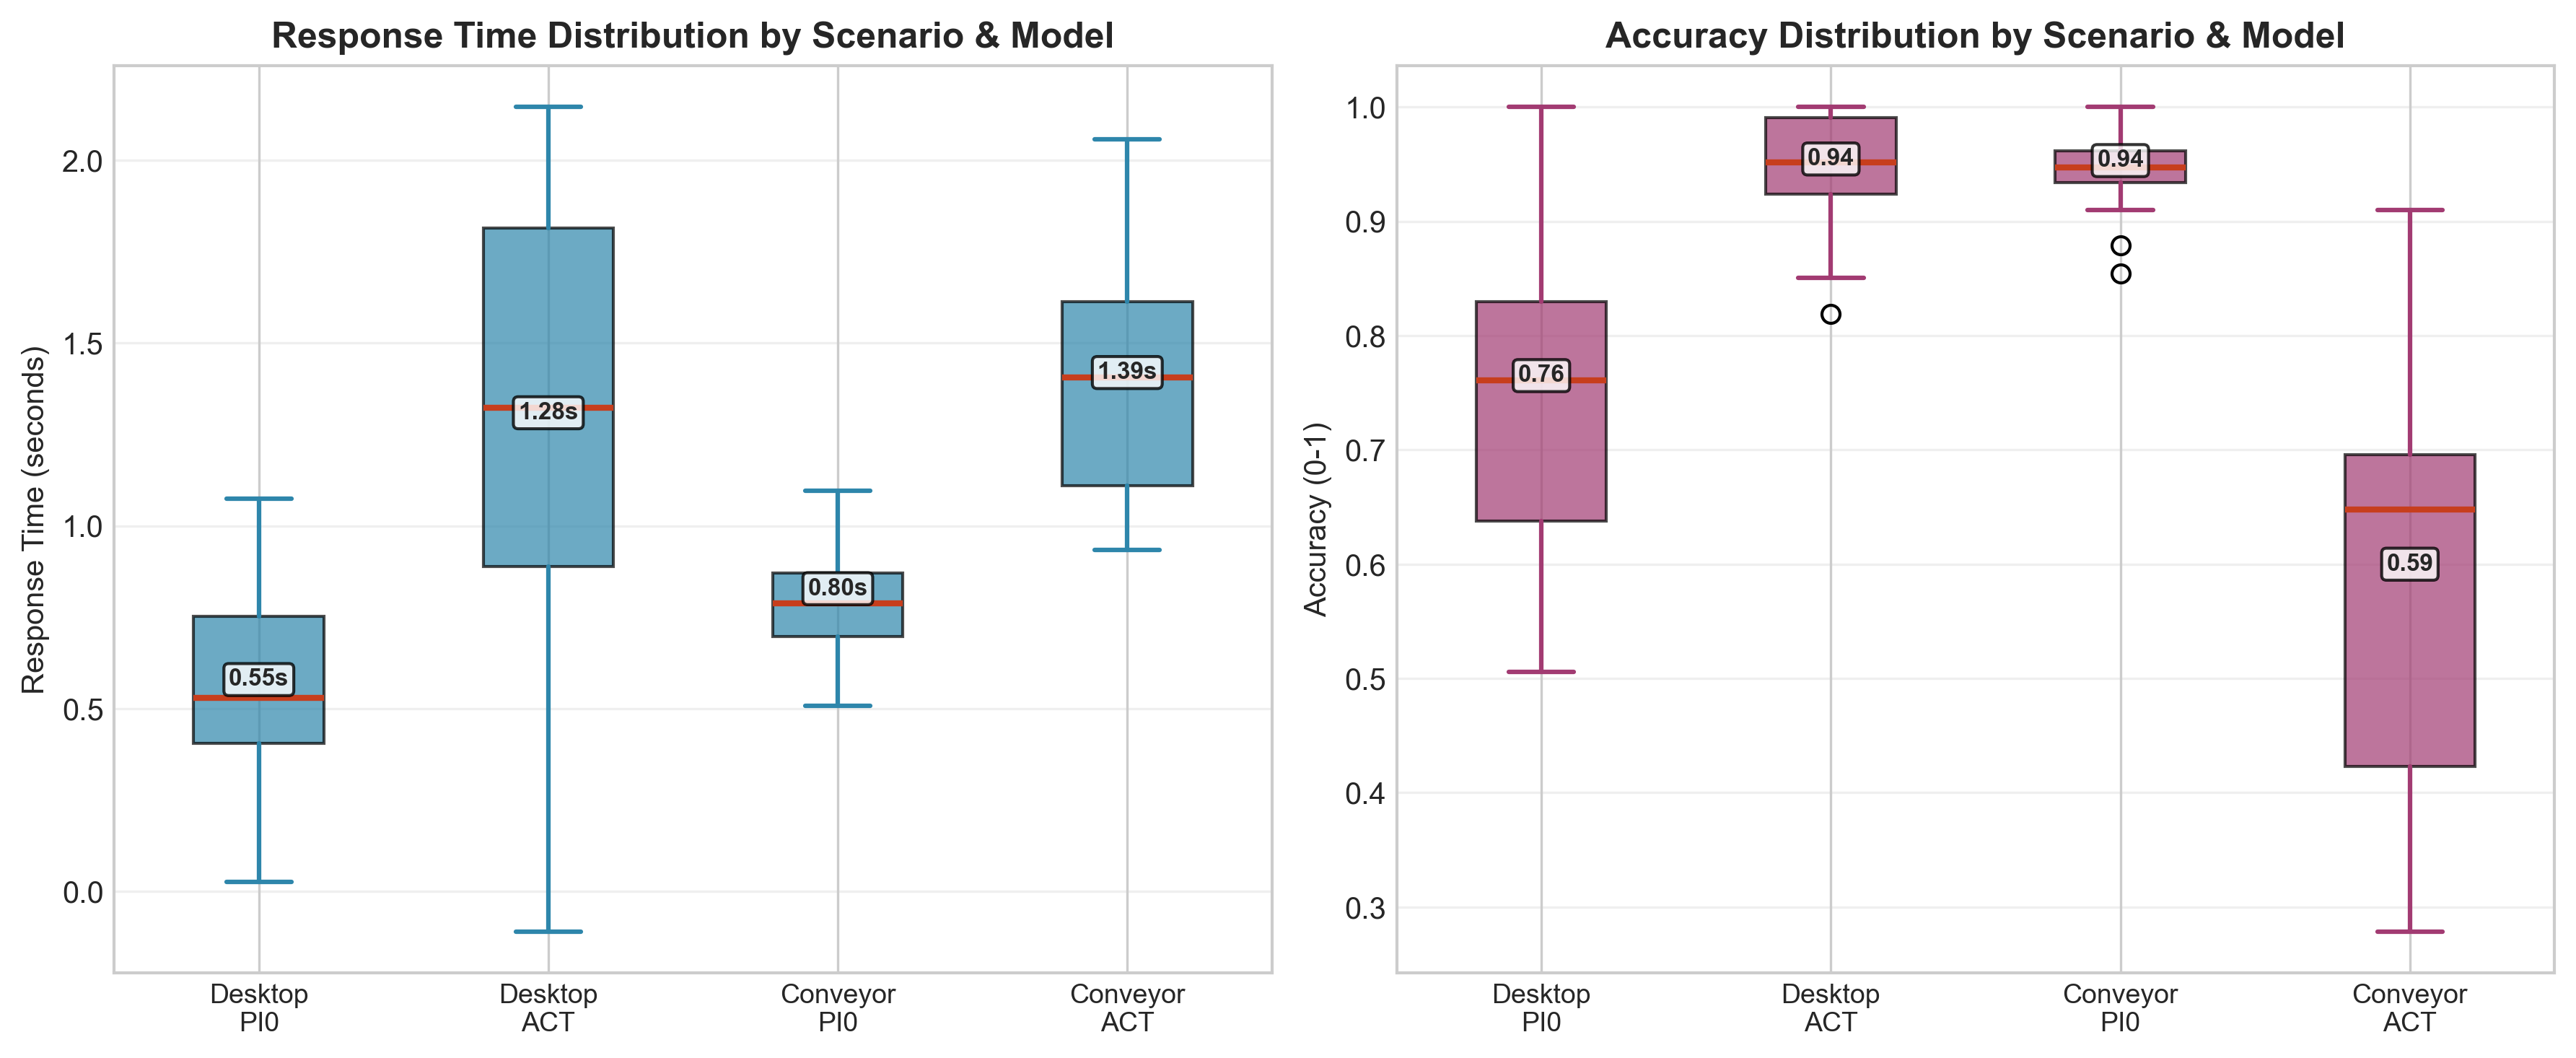 Response Time Distribution by Scenario & Model
Response Time (seconds)
2.0
1.5
1.0
0.5
0.0
0.55s
1.28s
0.80s
1.39s
Desktop
PI0
Desktop
ACT
Conveyor
PI0
Conveyor
ACT
Accuracy Distribution by Scenario & Model
Accuracy (0-1)
1.0
0.9
0.8
0.7
0.6
0.5
0.4
0.3
0.76
0.94
0.94
0.59
Desktop
PI0
Desktop
ACT
Conveyor
PI0
Conveyor
ACT